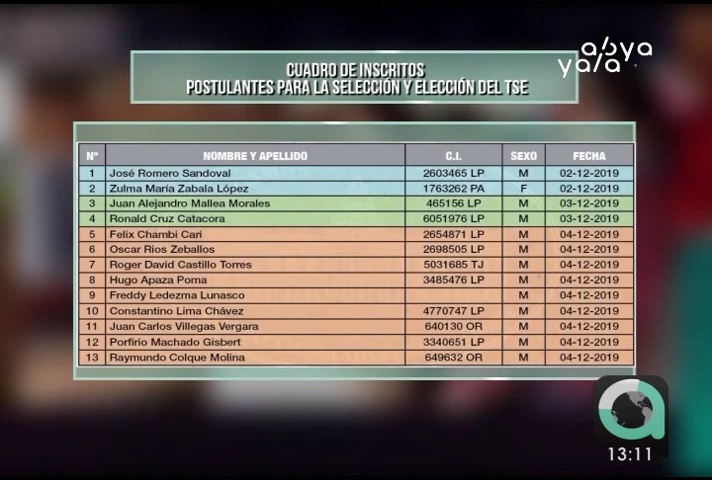 abya
yala
CUADRO DE INSCRITOS
POSTULANTES PARA LA SELECCIÓN Y ELECCIÓN DEL TSE
Nº NOMBRE Y APELLIDO C.I. SEXO FECHA
1 José Romero Sandoval 2603465 LP M 02-12-2019
2 Zulma María Zabala López 1763262 PA F 02-12-2019
3 Juan Alejandro Mallea Morales 465156 LP M 03-12-2019
4 Ronald Cruz Catacora 6051976 LP M 03-12-2019
5 Felix Chambi Cari 2654871 LP M 04-12-2019
6 Oscar Rios Zeballos 2698505 LP M 04-12-2019
7 Roger David Castillo Torres 5031685 TJ M 04-12-2019
8 Hugo Apaza Poma 3485476 LP M 04-12-2019
9 Freddy Ledezma Lunasco M 04-12-2019
10 Constantino Lima Chávez 4770747 LP M 04-12-2019
11 Juan Carlos Villegas Vergara 640130 OR M 04-12-2019
12 Porfirio Machado Gisbert 3340651 LP M 04-12-2019
13 Raymundo Colque Molina 649632 OR M 04-12-2019
13:11